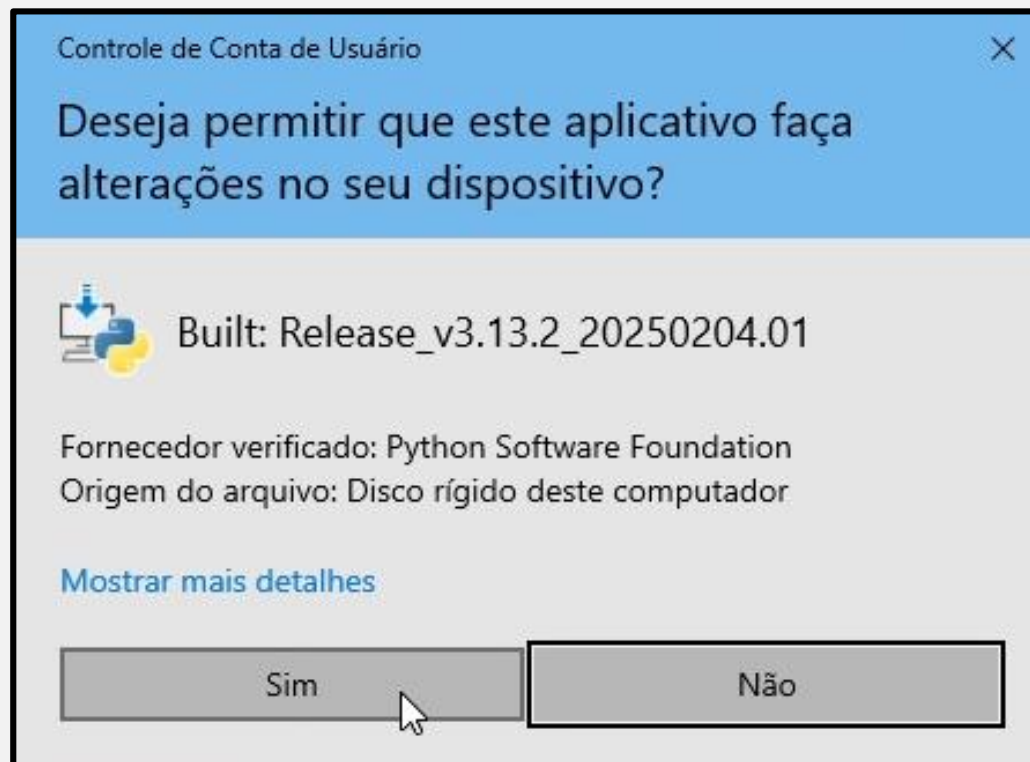 Controle de Conta de Usuário
Deseja permitir que este aplicativo faça
alterações no seu dispositivo?
Built: Release_v3.13.2_20250204.01
Fornecedor verificado: Python Software Foundation
Origem do arquivo: Disco rígido deste computador
Mostrar mais detalhes
Sim
Não